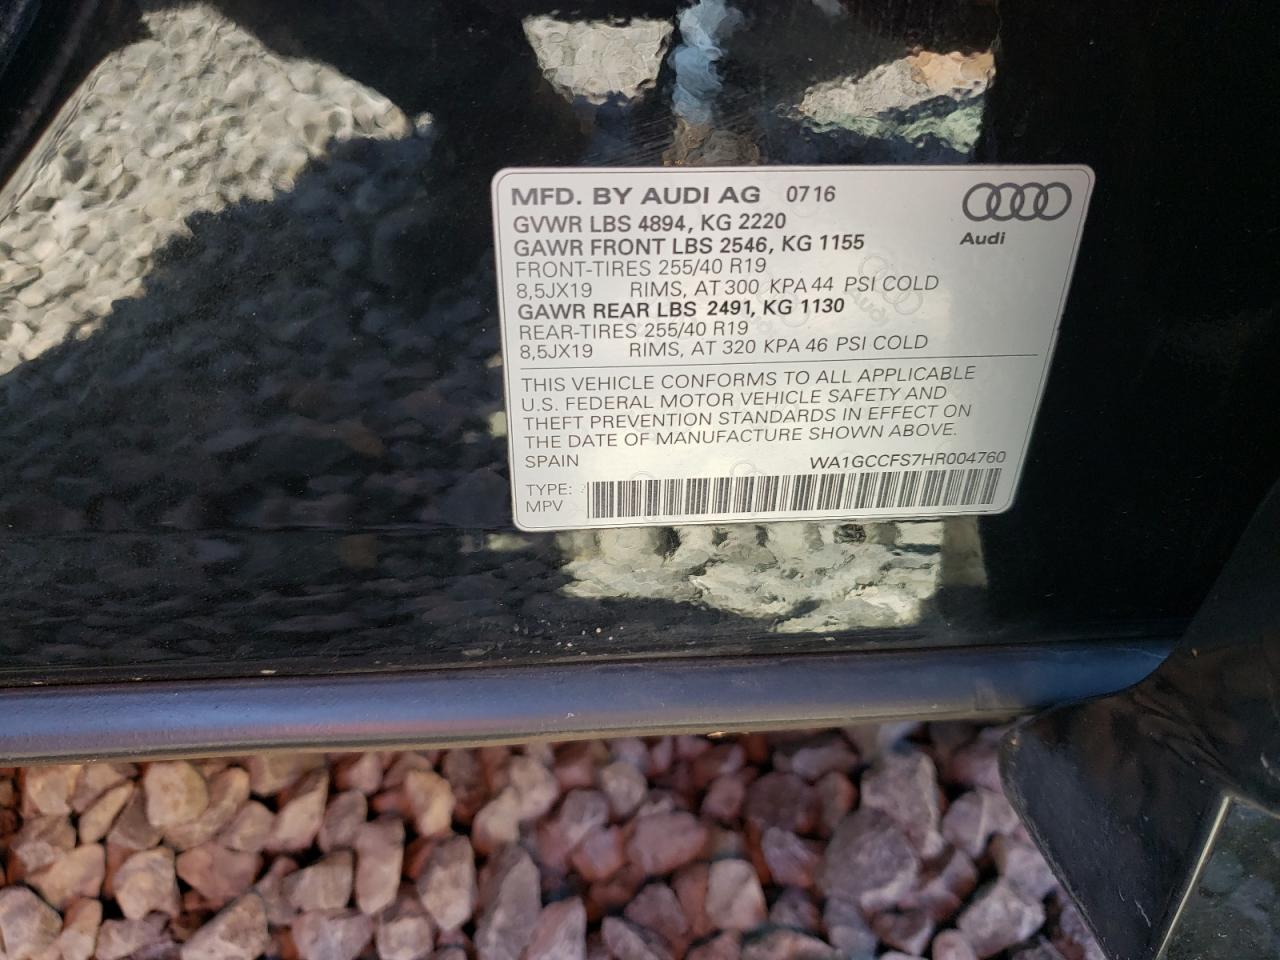 MFD. BY AUDI AG 0716
GVWR LBS 4894, KG 2220
GAWR FRONT LBS 2546, KG 1155
Audi
FRONT-TIRES 255/40 R19
8,5JX19 RIMS, AT 300 KPA 44 PSI COLD
GAWR REAR LBS 2491, KG 1130
REAR-TIRES 255/40 R19
8,5JX19 RIMS, AT 320 KPA 46 PSI COLD
THIS VEHICLE CONFORMS TO ALL APPLICABLE
U.S. FEDERAL MOTOR VEHICLE SAFETY AND
THEFT PREVENTION STANDARDS IN EFFECT ON
THE DATE OF MANUFACTURE SHOWN ABOVE.
SPAIN WA1GCCFS7HR004760
TYPE:
MPV